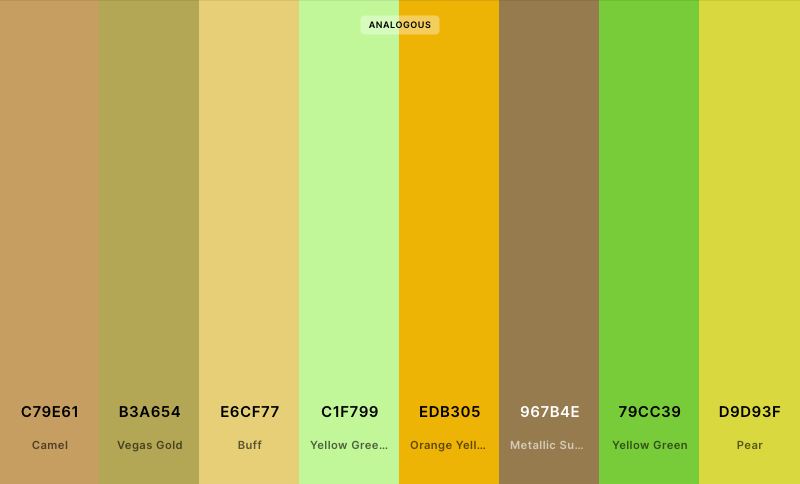 ANALOGOUS
C79E61 B3A654 E6CF77 C1F799 EDB305 967B4E 79CC39 D9D93F
Camel Vegas Gold Buff Yellow Gree... Orange Yell... Metallic Su... Yellow Green Pear